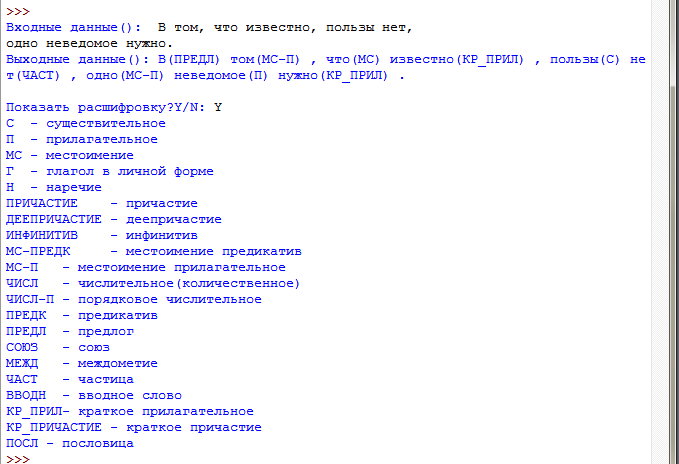 >>>
Входные данные():  В том, что известно, пользы нет,
одно неведомое нужно.
Выходные данные(): В(ПРЕДЛ) том(МС-П) , что(МС) известно(КР_ПРИЛ) , пользы(С) не
т(ЧАСТ) , одно(МС-П) неведомое(П) нужно(КР_ПРИЛ) .

Показать расшифровку?Y/N: Y
С  - существительное
П  - прилагательное
МС - местоимение
Г  - глагол в личной форме
Н  - наречие
ПРИЧАСТИЕ    - причастие
ДЕЕПРИЧАСТИЕ - деепричастие
ИНФИНИТИВ    - инфинитив
МС-ПРЕДК     - местоимение предикатив
МС-П   - местоимение прилагательное
ЧИСЛ   - числительное(количественное)
ЧИСЛ-П - порядковое числительное
ПРЕДК  - предикатив
ПРЕДЛ  - предлог
СОЮЗ   - союз
МЕЖД   - междометие
ЧАСТ   - частица
ВВОДН  - вводное слово
КР_ПРИЛ- краткое прилагательное
КР_ПРИЧАСТИЕ - краткое причастие
ПОСЛ - пословица
>>>